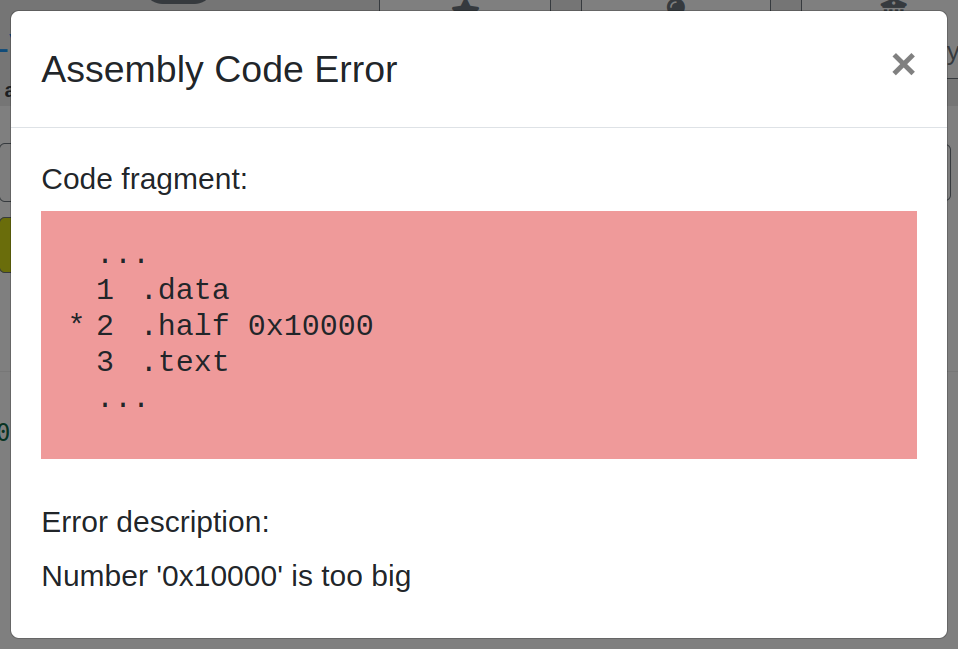 Assembly Code Error
×
Code fragment:
...
1 .data
* 2 .half 0x10000
3 .text
...
Error description:
Number '0x10000' is too big